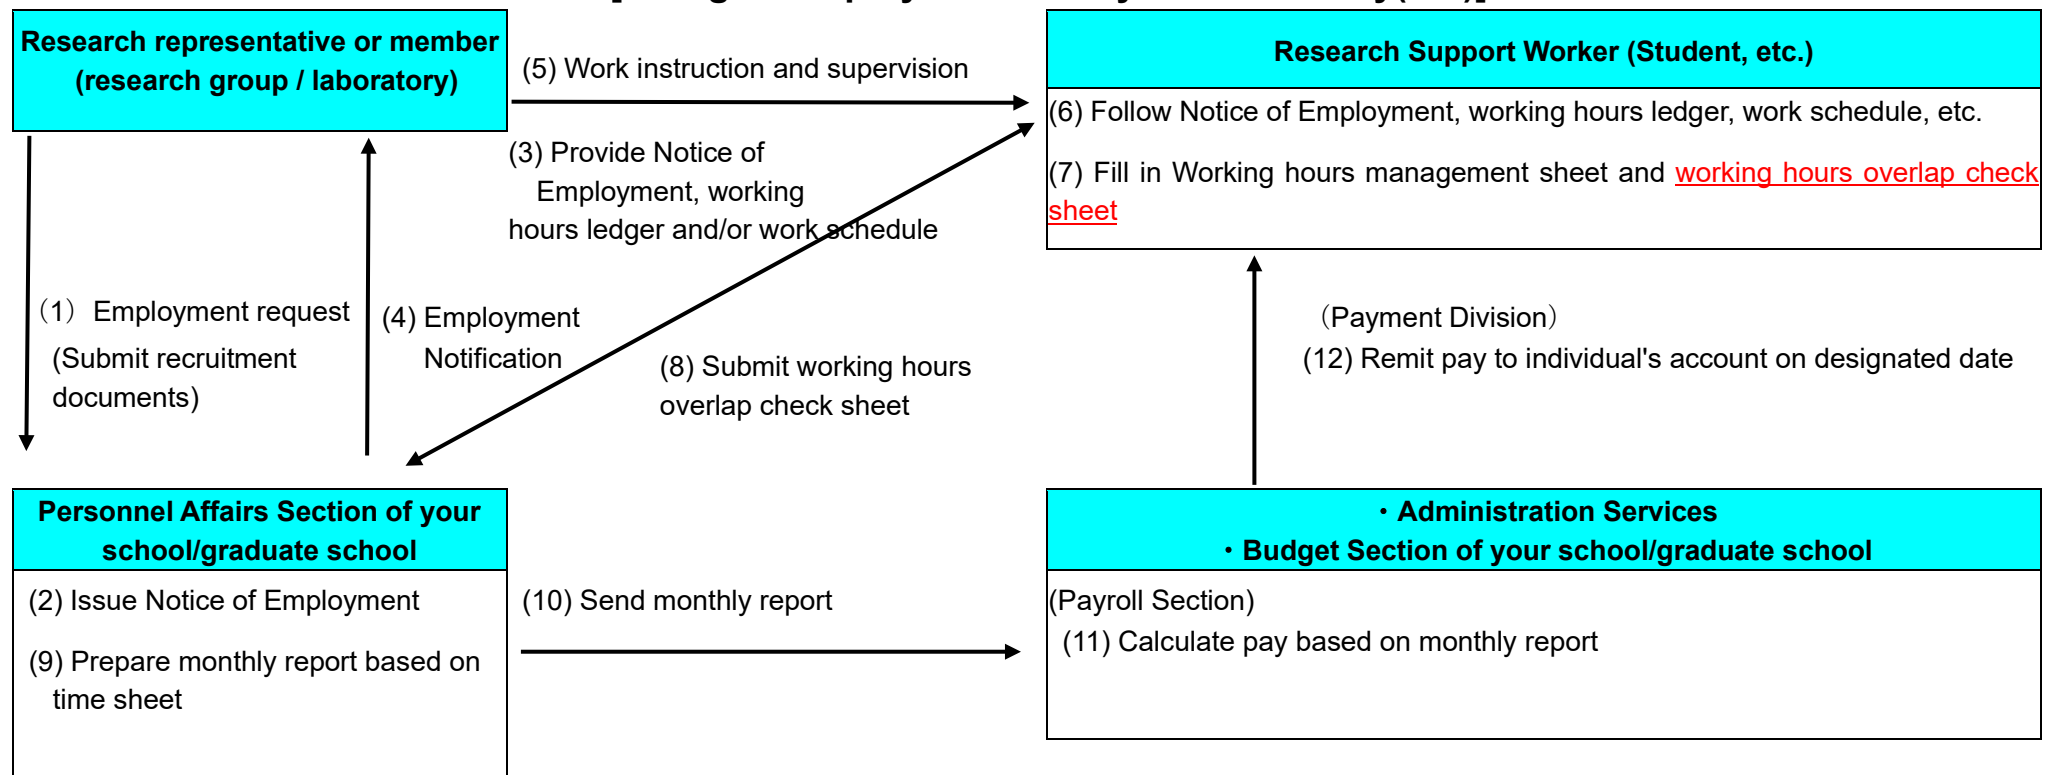 Research representative or member
(research group / laboratory)
(5) Work instruction and supervision
Research Support Worker (Student, etc.)
(6) Follow Notice of Employment, working hours ledger, work schedule, etc.
(7) Fill in Working hours management sheet and working hours overlap check
sheet
(3) Provide Notice of
Employment, working
hours ledger and/or work schedule
（1） Employment request
(Submit recruitment
documents)
(4) Employment
Notification
(8) Submit working hours
overlap check sheet
（Payment Division）
(12) Remit pay to individual's account on designated date
Personnel Affairs Section of your
school/graduate school
(2) Issue Notice of Employment
(9) Prepare monthly report based on
time sheet
(10) Send monthly report
・Administration Services
・Budget Section of your school/graduate school
(Payroll Section)
(11) Calculate pay based on monthly report